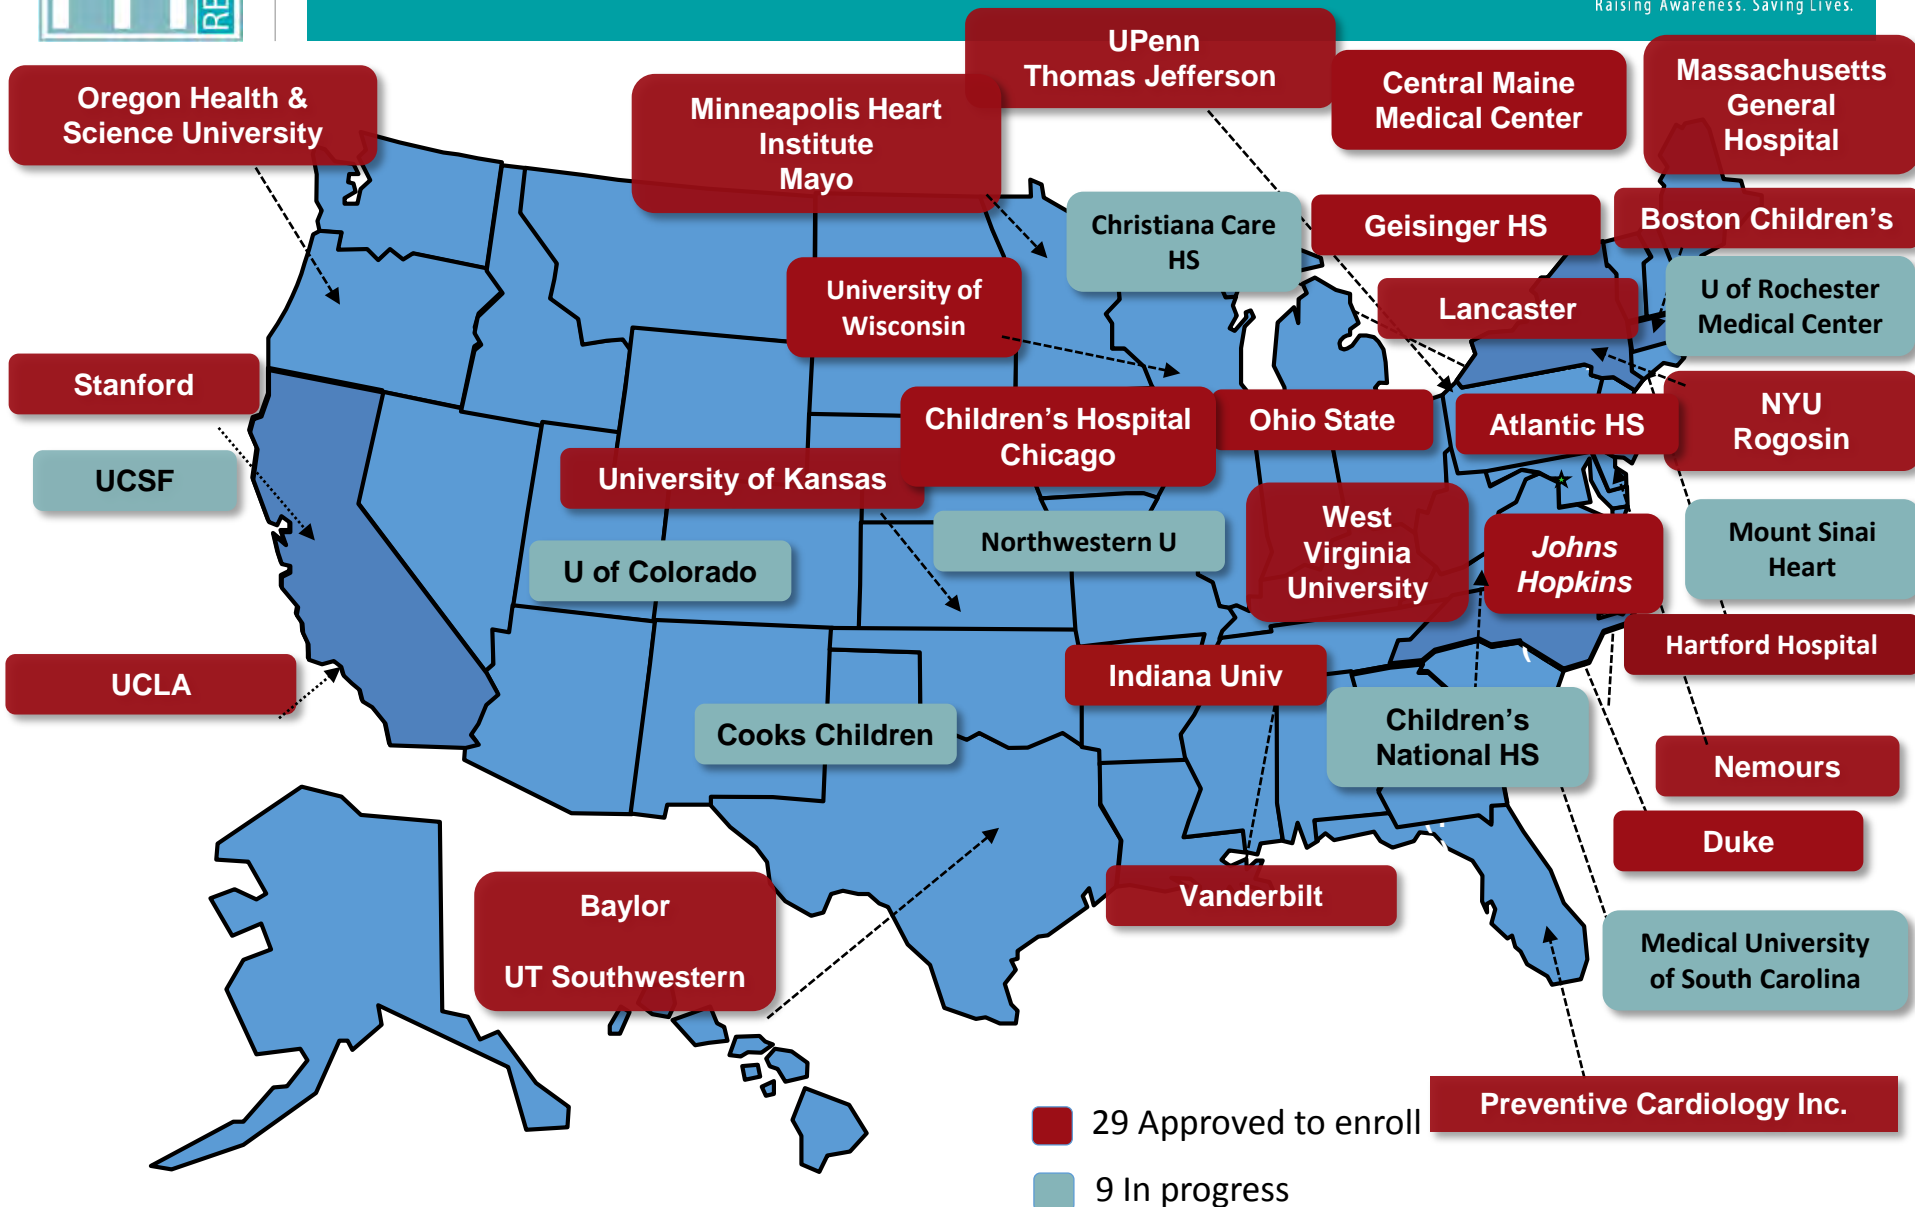 RE
Raising Awareness. Saving Lives.
UPenn
Thomas Jefferson
Central Maine
Medical Center
Massachusetts
General
Hospital
Oregon Health &
Science University
Minneapolis Heart
Institute
Mayo
Christiana Care
HS
Geisinger HS
Boston Children's
University of
Wisconsin
Lancaster
U of Rochester
Medical Center
Stanford
Children's Hospital
Chicago
Ohio State
Atlantic HS
NYU
Rogosin
UCSF
University of Kansas
Northwestern U
West
Virginia
University
Johns
Hopkins
Mount Sinai
Heart
U of Colorado
Hartford Hospital
UCLA
Indiana Univ
Cooks Children
Children's
National HS
Nemours
Duke
Baylor
UT Southwestern
Vanderbilt
Medical University
of South Carolina
Preventive Cardiology Inc.
29 Approved to enroll
9 In progress